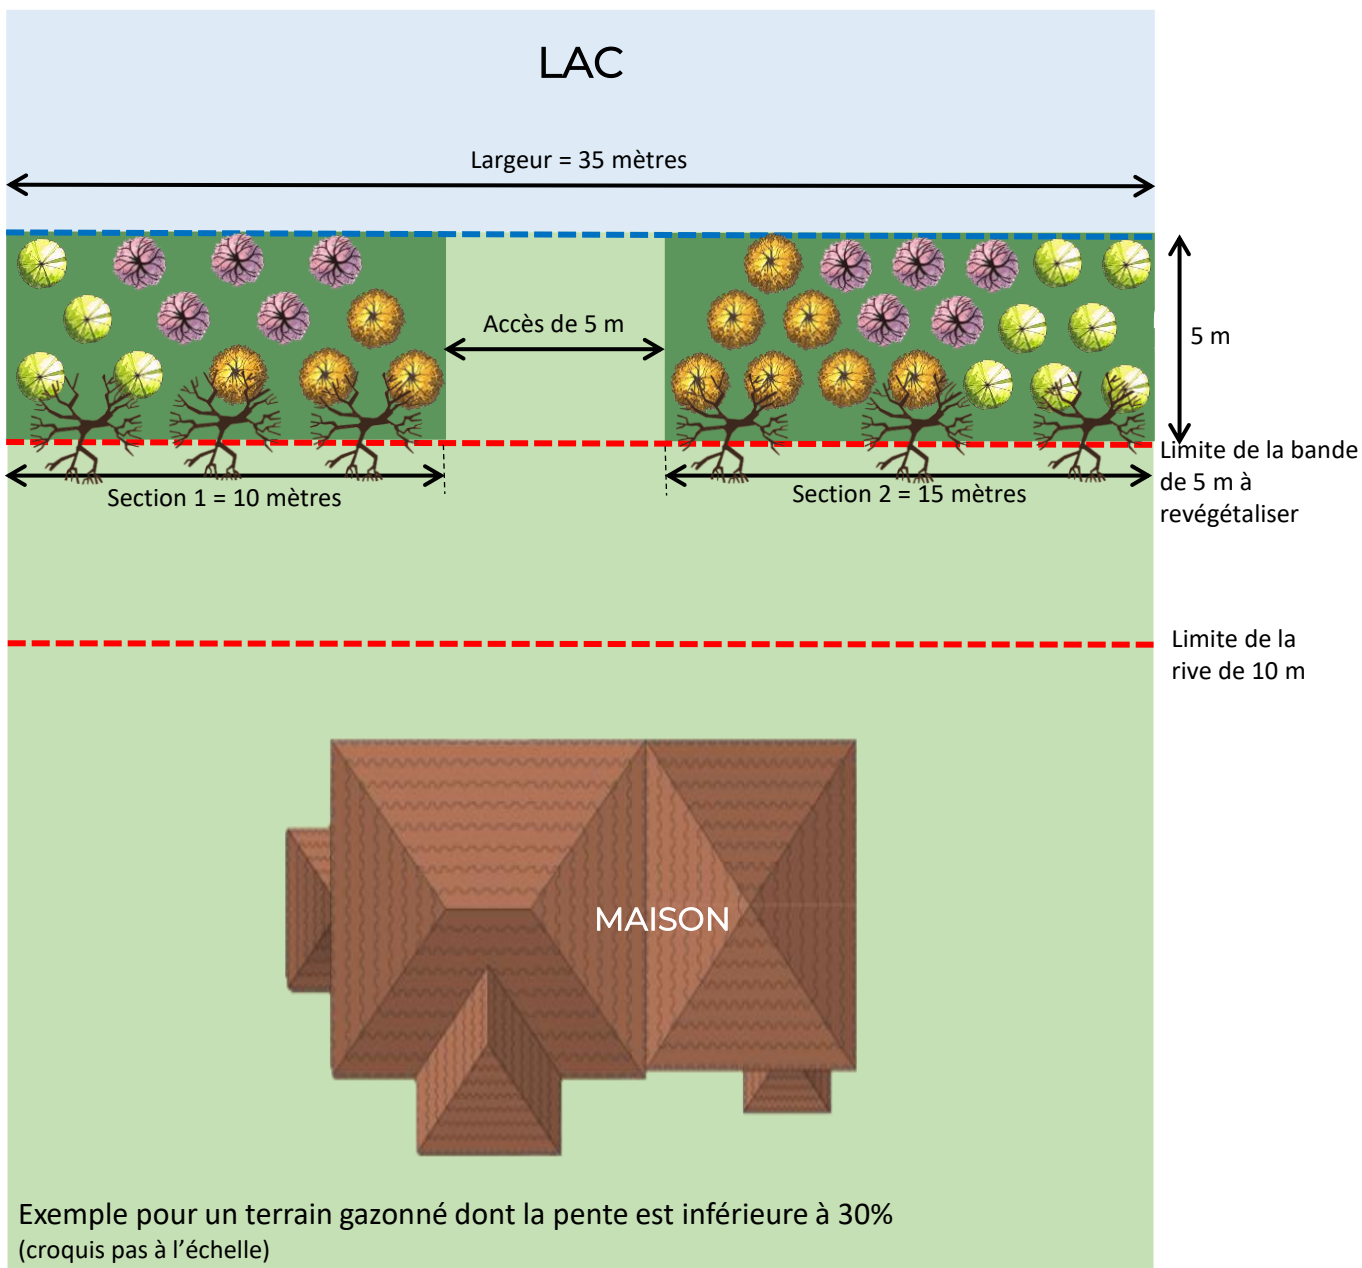 LAC
Largeur = 35 mètres
Accès de 5 m
5 m
Limite de la bande
de 5 m à
revégétaliser
Section 1 = 10 mètres
Section 2 = 15 mètres
Limite de la
rive de 10 m
MAISON
Exemple pour un terrain gazonné dont la pente est inférieure à 30%
(croquis pas à l’échelle)